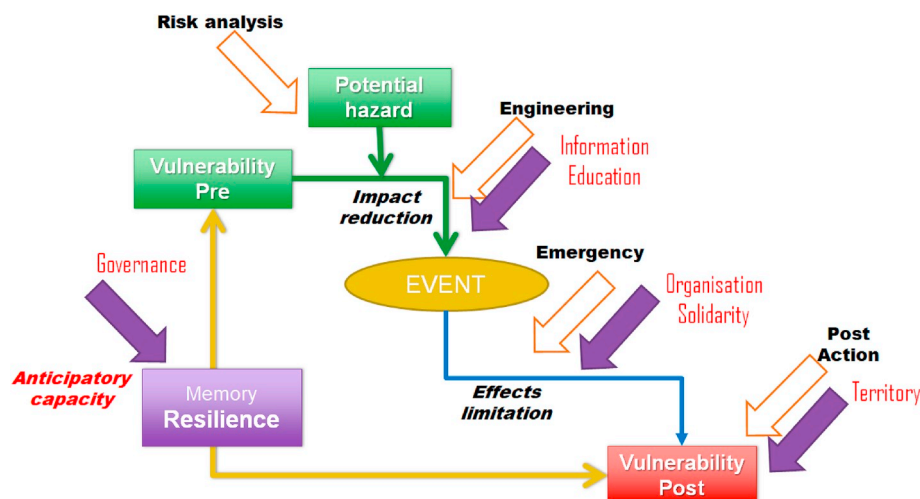 Risk analysis
Potential
hazard
Engineering
Information
Education
Vulnerability
Pre
Impact
reduction
Emergency
Governance
EVENT
Organisation
Solidarity
Post
Action
Anticipatory
capacity
Memory
Resilience
Effects
limitation
Territory
Vulnerability
Post